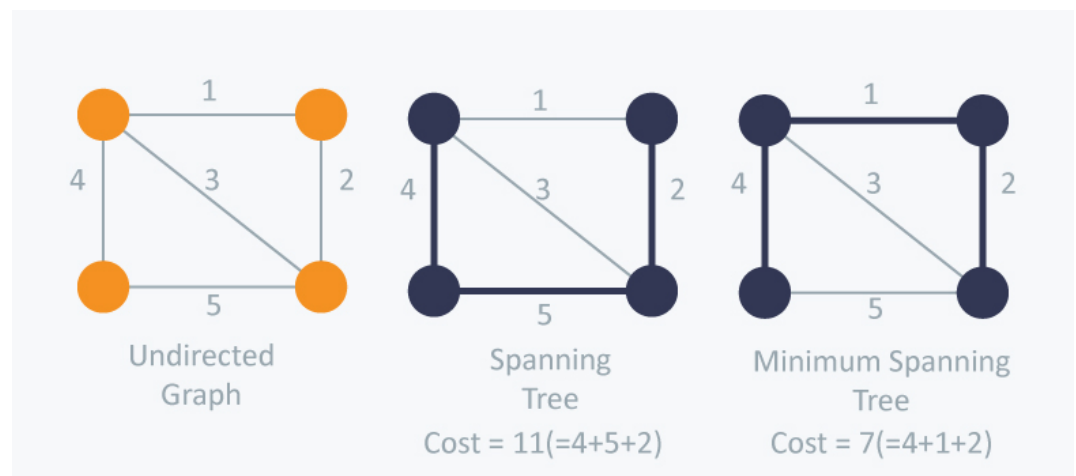 1
4
3
2
5
Undirected
Graph
1
4
3
2
5
Spanning
Tree
Cost = 11(=4+5+2)
1
4
3
2
5
Minimum Spanning
Tree
Cost = 7(=4+1+2)